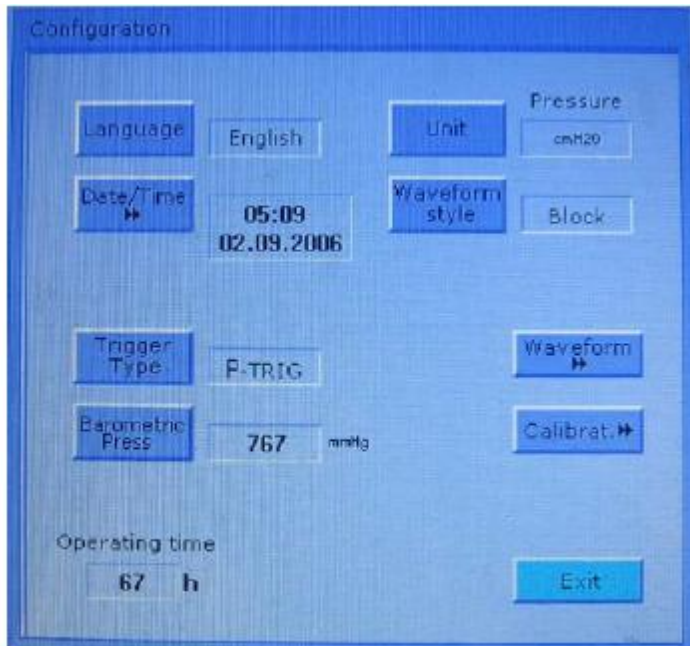 Configuration
Language
English
Unit
Pressure
cmH2O
Date/Time
05:09
02.09.2006
Waveform
style
Block
Trigger
Type
P-TRIG
Waveform
Barometric
Press
767 mmHg
Calibrat.
Operating time
67 h
Exit